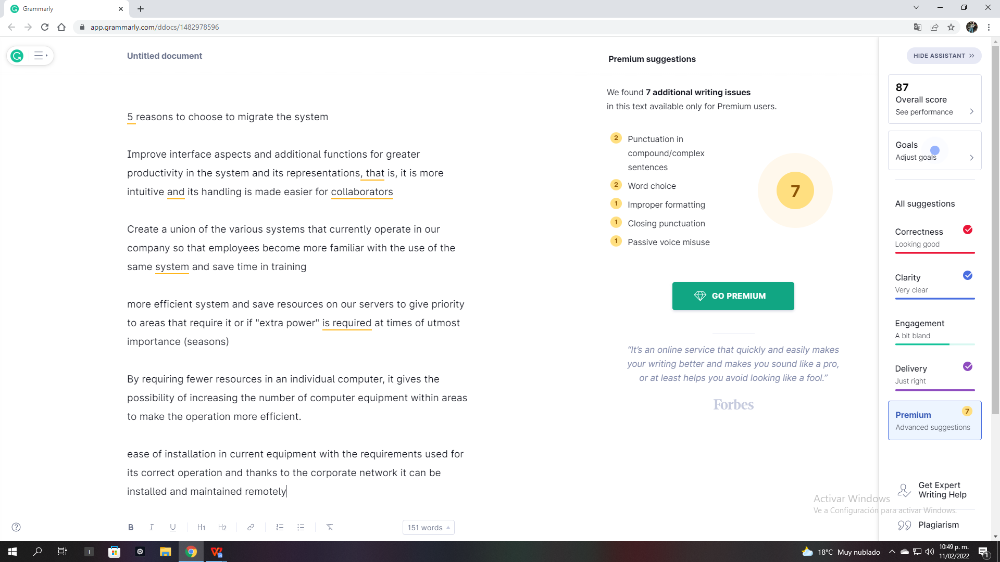 Grammarly
app.grammarly.com/ddocs/1482978596
Untitled document
5 reasons to choose to migrate the system
Improve interface aspects and additional functions for greater
productivity in the system and its representations, that is, it is more
intuitive and its handling is made easier for collaborators
Create a union of the various systems that currently operate in our
company so that employees become more familiar with the use of the
same system and save time in training
more efficient system and save resources on our servers to give priority
to areas that require it or if "extra power" is required at times of utmost
importance (seasons)
By requiring fewer resources in an individual computer, it gives the
possibility of increasing the number of computer equipment within areas
to make the operation more efficient.
ease of installation in current equipment with the requirements used for
its correct operation and thanks to the corporate network it can be
installed and maintained remotely
B I U H1 H2
151 words
Premium suggestions
We found 7 additional writing issues
in this text available only for Premium users.
2 Punctuation in
compound/complex
sentences
2 Word choice
1 Improper formatting
1 Closing punctuation
1 Passive voice misuse
7
GO PREMIUM
“It’s an online service that quickly and easily makes
your writing better and makes you sound like a pro,
or at least helps you avoid looking like a fool.”
Forbes
HIDE ASSISTANT
87
Overall score
See performance
Goals
Adjust goals
All suggestions
Correctness
Looking good
Clarity
Very clear
Engagement
A bit bland
Delivery
Just right
Premium 7
Advanced suggestions
Get Expert
Writing Help
Plagiarism
Activar Windows
Ve a Configuración para activar Windows.
18°C Muy nublado
10:49 p. m.
11/02/2022
1